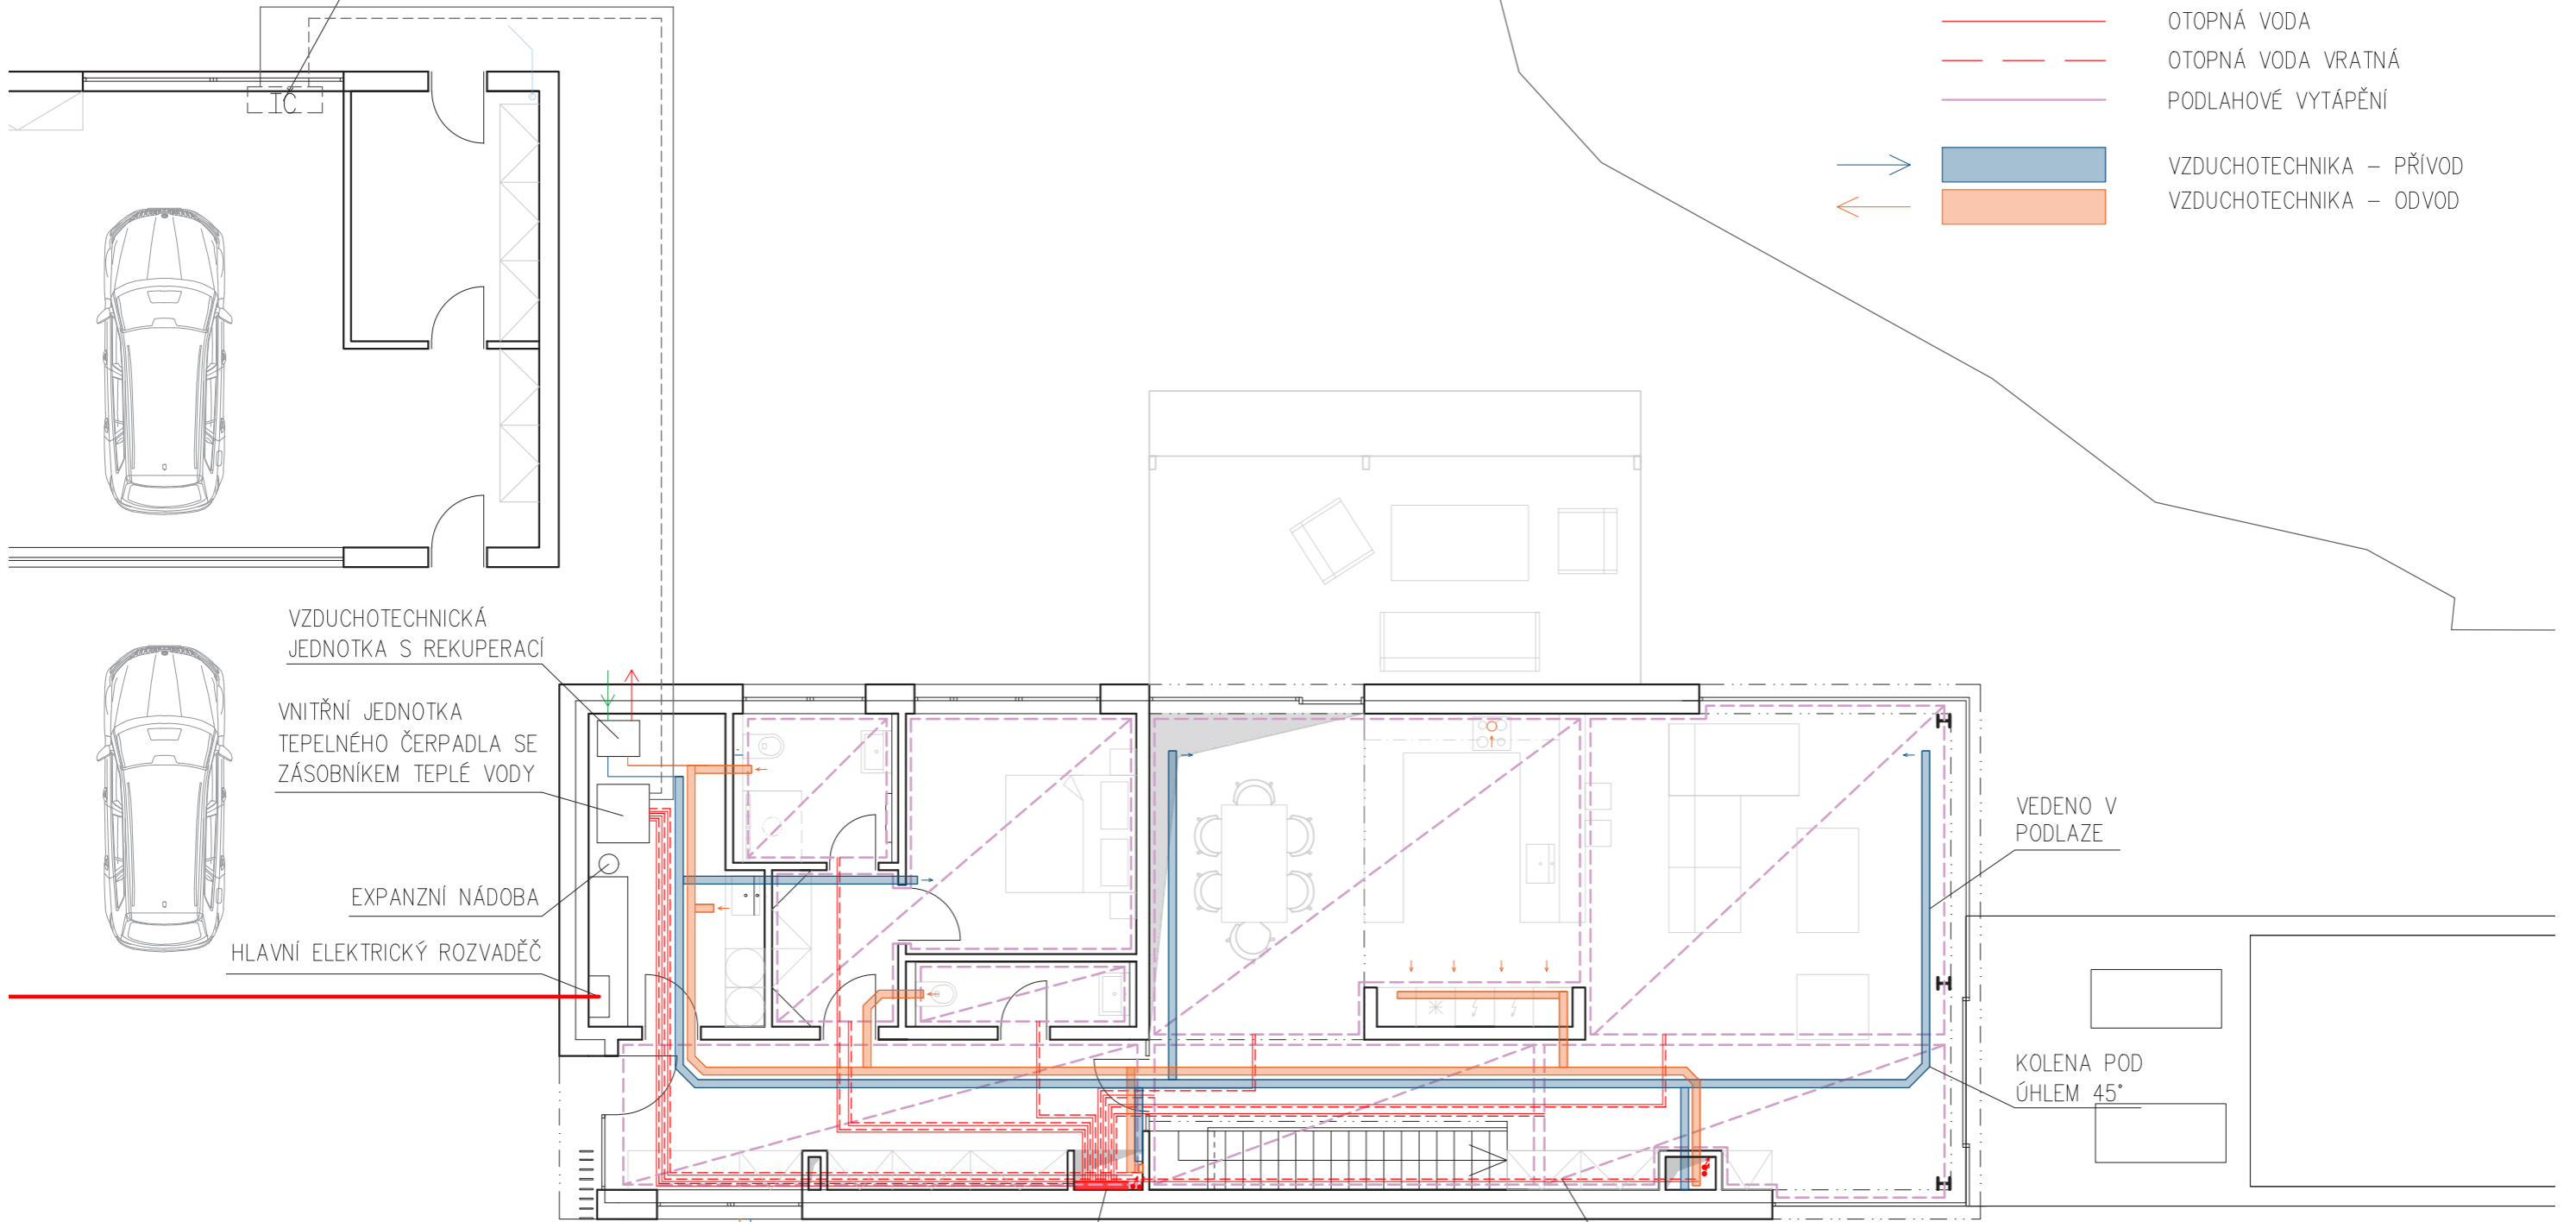 OTOPNÁ VODA
OTOPNÁ VODA VRATNÁ
PODLAHOVÉ VYTÁPĚNÍ
VZDUCHOTECHNIKA – PŘÍVOD
VZDUCHOTECHNIKA – ODVOD
TČ
VZDUCHOTECHNICKÁ
JEDNOTKA S REKUPERACÍ
VNITŘNÍ JEDNOTKA
TEPELNÉHO ČERPADLA SE
ZÁSOBNÍKEM TEPLÉ VODY
EXPANZNÍ NÁDOBA
HLAVNÍ ELEKTRICKÝ ROZVADĚČ
VEDENO V
PODLAZE
KOLENA POD
ÚHLEM 45°